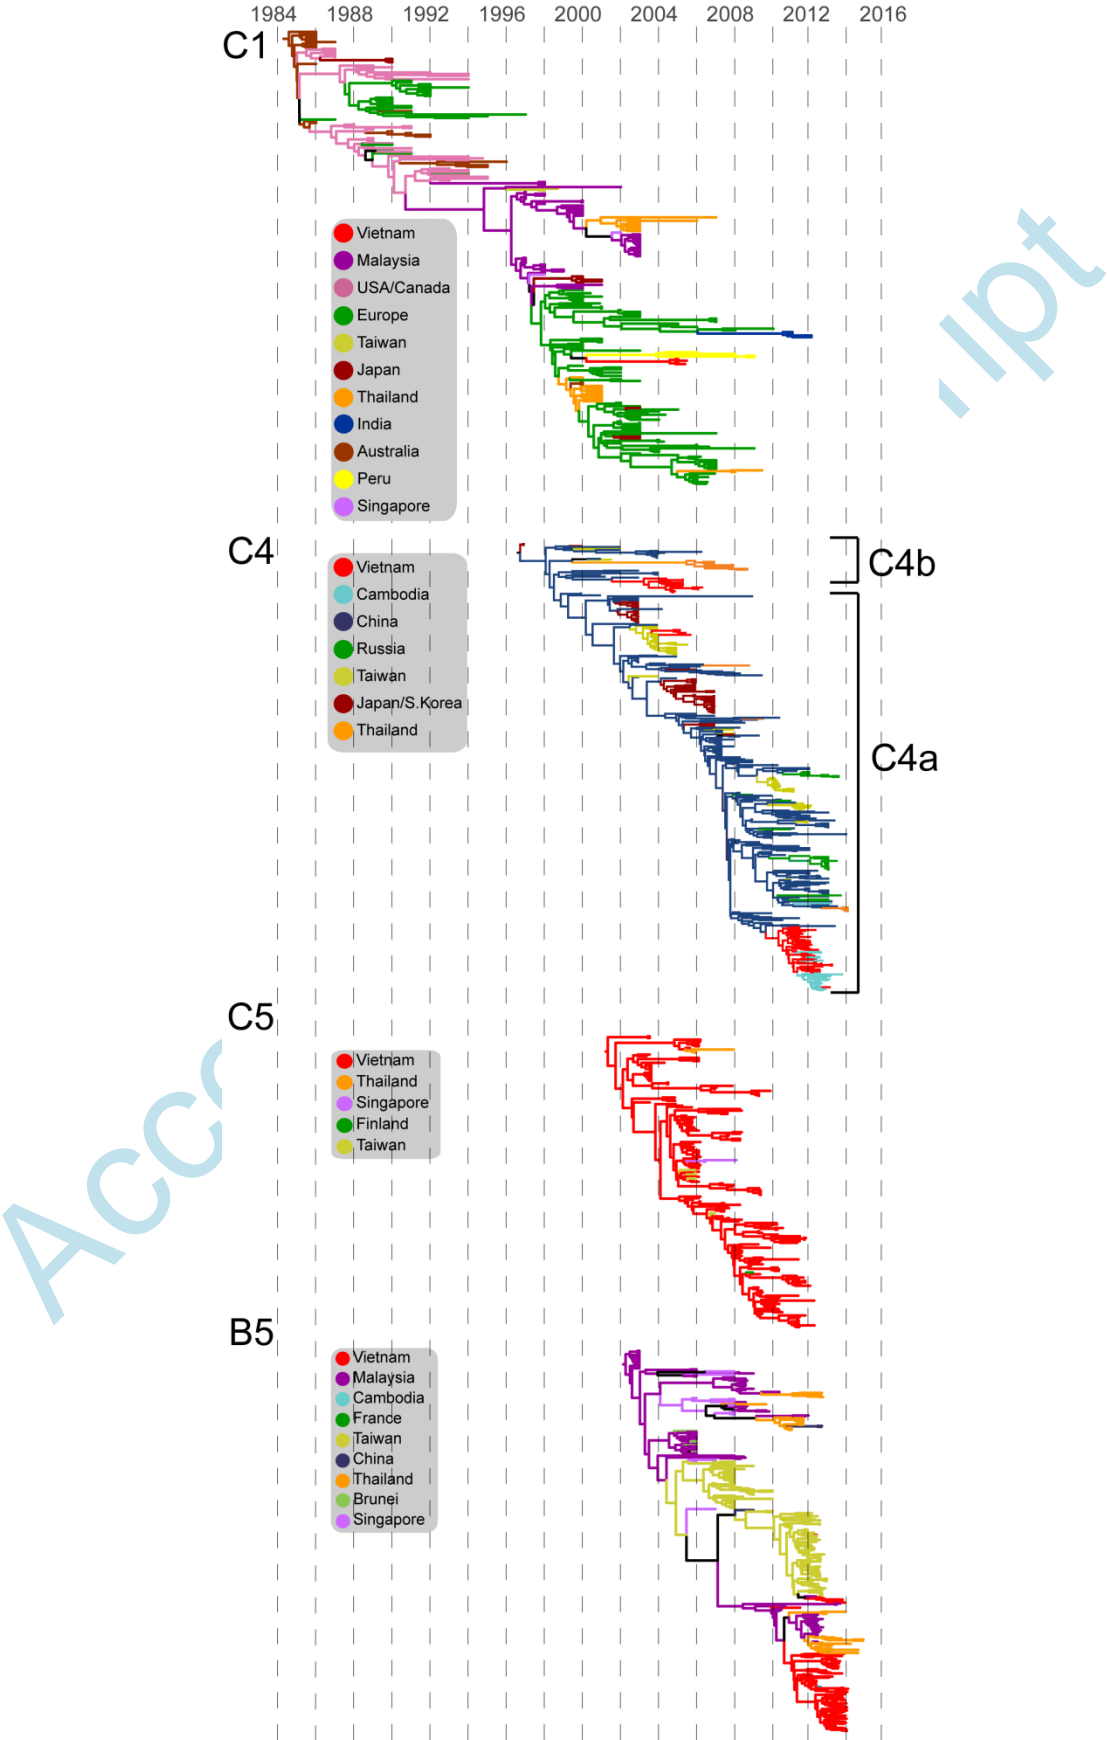 1984 1988 1992 1996 2000 2004 2008 2012 2016
C1
Vietnam
Malaysia
USA/Canada
Europe
Taiwan
Japan
Thailand
India
Australia
Peru
Singapore
C4
Vietnam
Cambodia
China
Russia
Taiwan
Japan/S.Korea
Thailand
C4b
C4a
C5
Vietnam
Thailand
Singapore
Finland
Taiwan
B5
Vietnam
Malaysia
Cambodia
France
Taiwan
China
Thailand
Brunei
Singapore